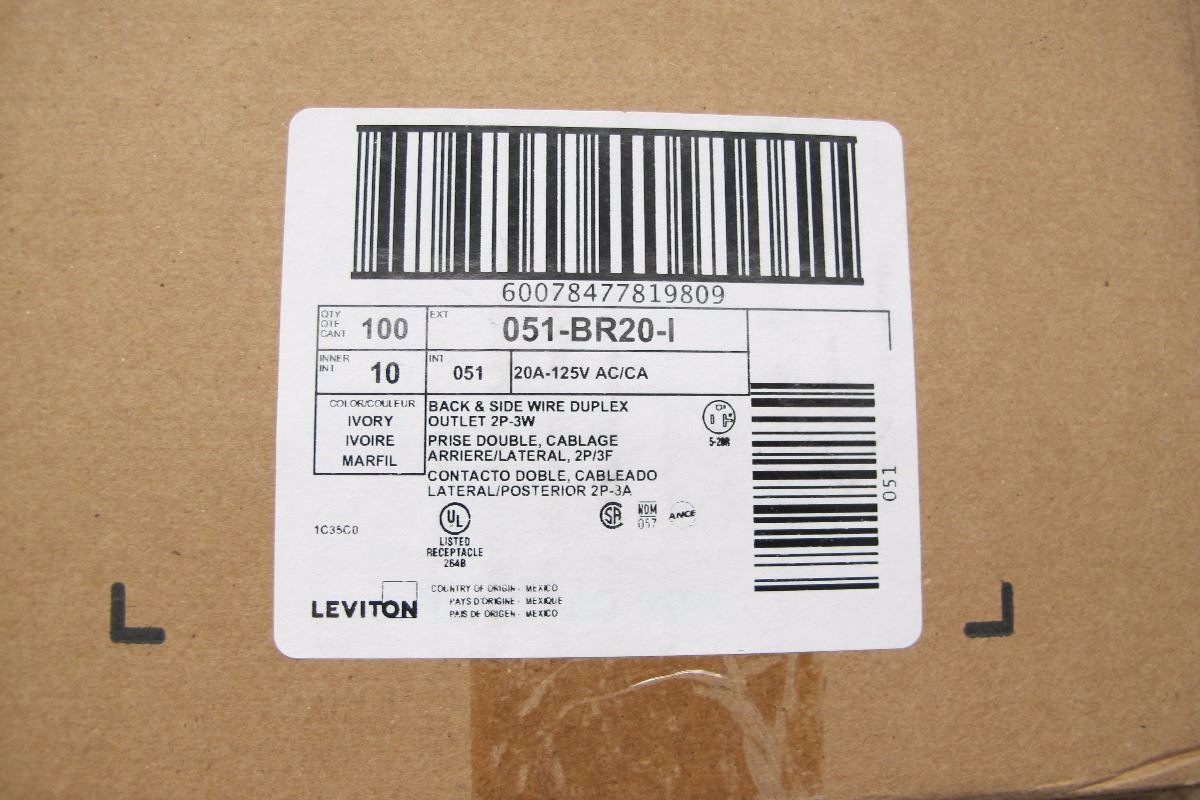 60078477819809
QTY
QTE
CANT
100
EXT
051-BR20-I
INNER
INT
10
INT
051
20A-125V AC/CA
COLOR/COULEUR
IVORY
IVOIRE
MARFIL
BACK & SIDE WIRE DUPLEX
OUTLET 2P-3W
PRISE DOUBLE, CABLAGE
ARRIERE/LATERAL, 2P/3F
CONTACTO DOBLE, CABLEADO
LATERAL/POSTERIOR 2P-3A
5-20R
051
1C35C0
UL
LISTED
RECEPTACLE
264B
SA
NOM
057
ANCE
LEVITON
COUNTRY OF ORIGIN - MEXICO
PAYS D'ORIGINE - MEXIQUE
PAIS DE ORIGEN - MEXICO